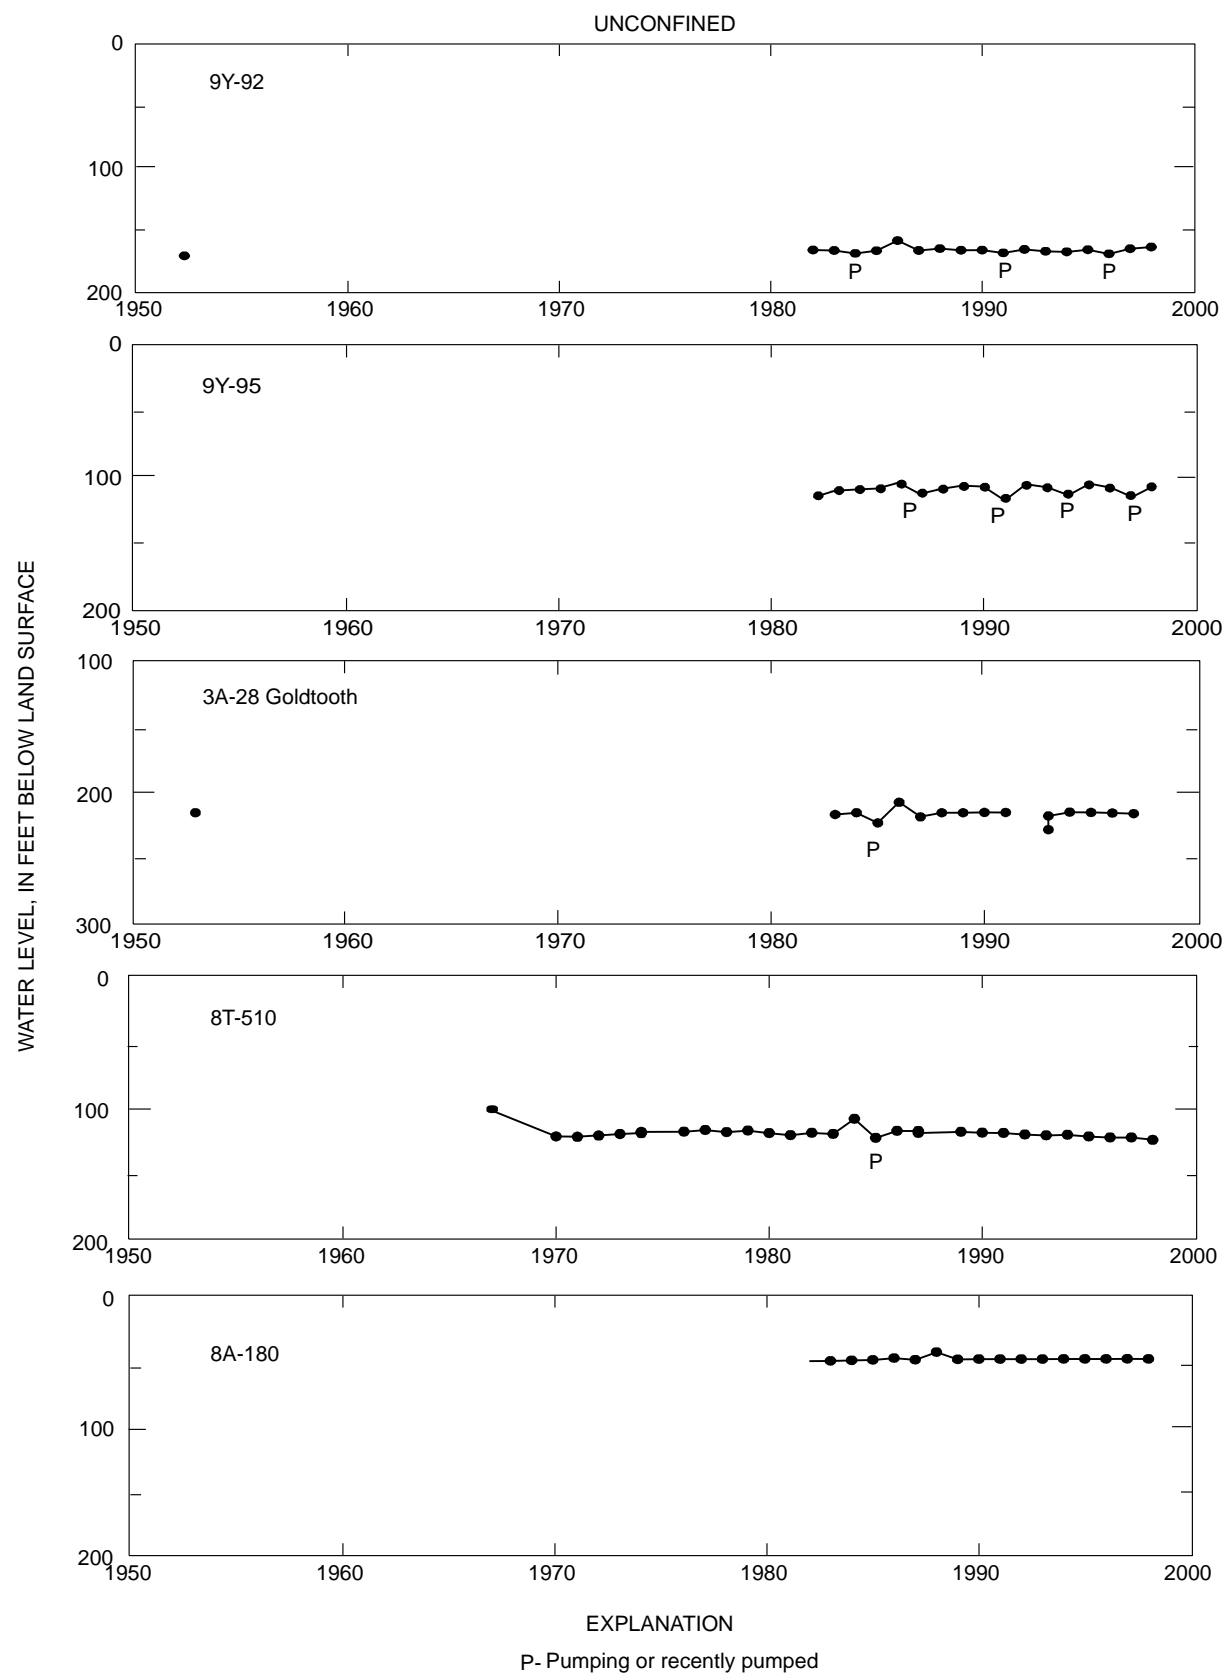 UNCONFINED
0
9Y-92
100
P P P
200
1950 1960 1970 1980 1990 2000
0
9Y-95
100
P P P P
200
1950 1960 1970 1980 1990 2000
WATER LEVEL, IN FEET BELOW LAND SURFACE
100
3A-28 Goldtooth
200
P
300
1950 1960 1970 1980 1990 2000
0
8T-510
100
P
200
1950 1960 1970 1980 1990 2000
0
8A-180
100
200
1950 1960 1970 1980 1990 2000
EXPLANATION
P- Pumping or recently pumped